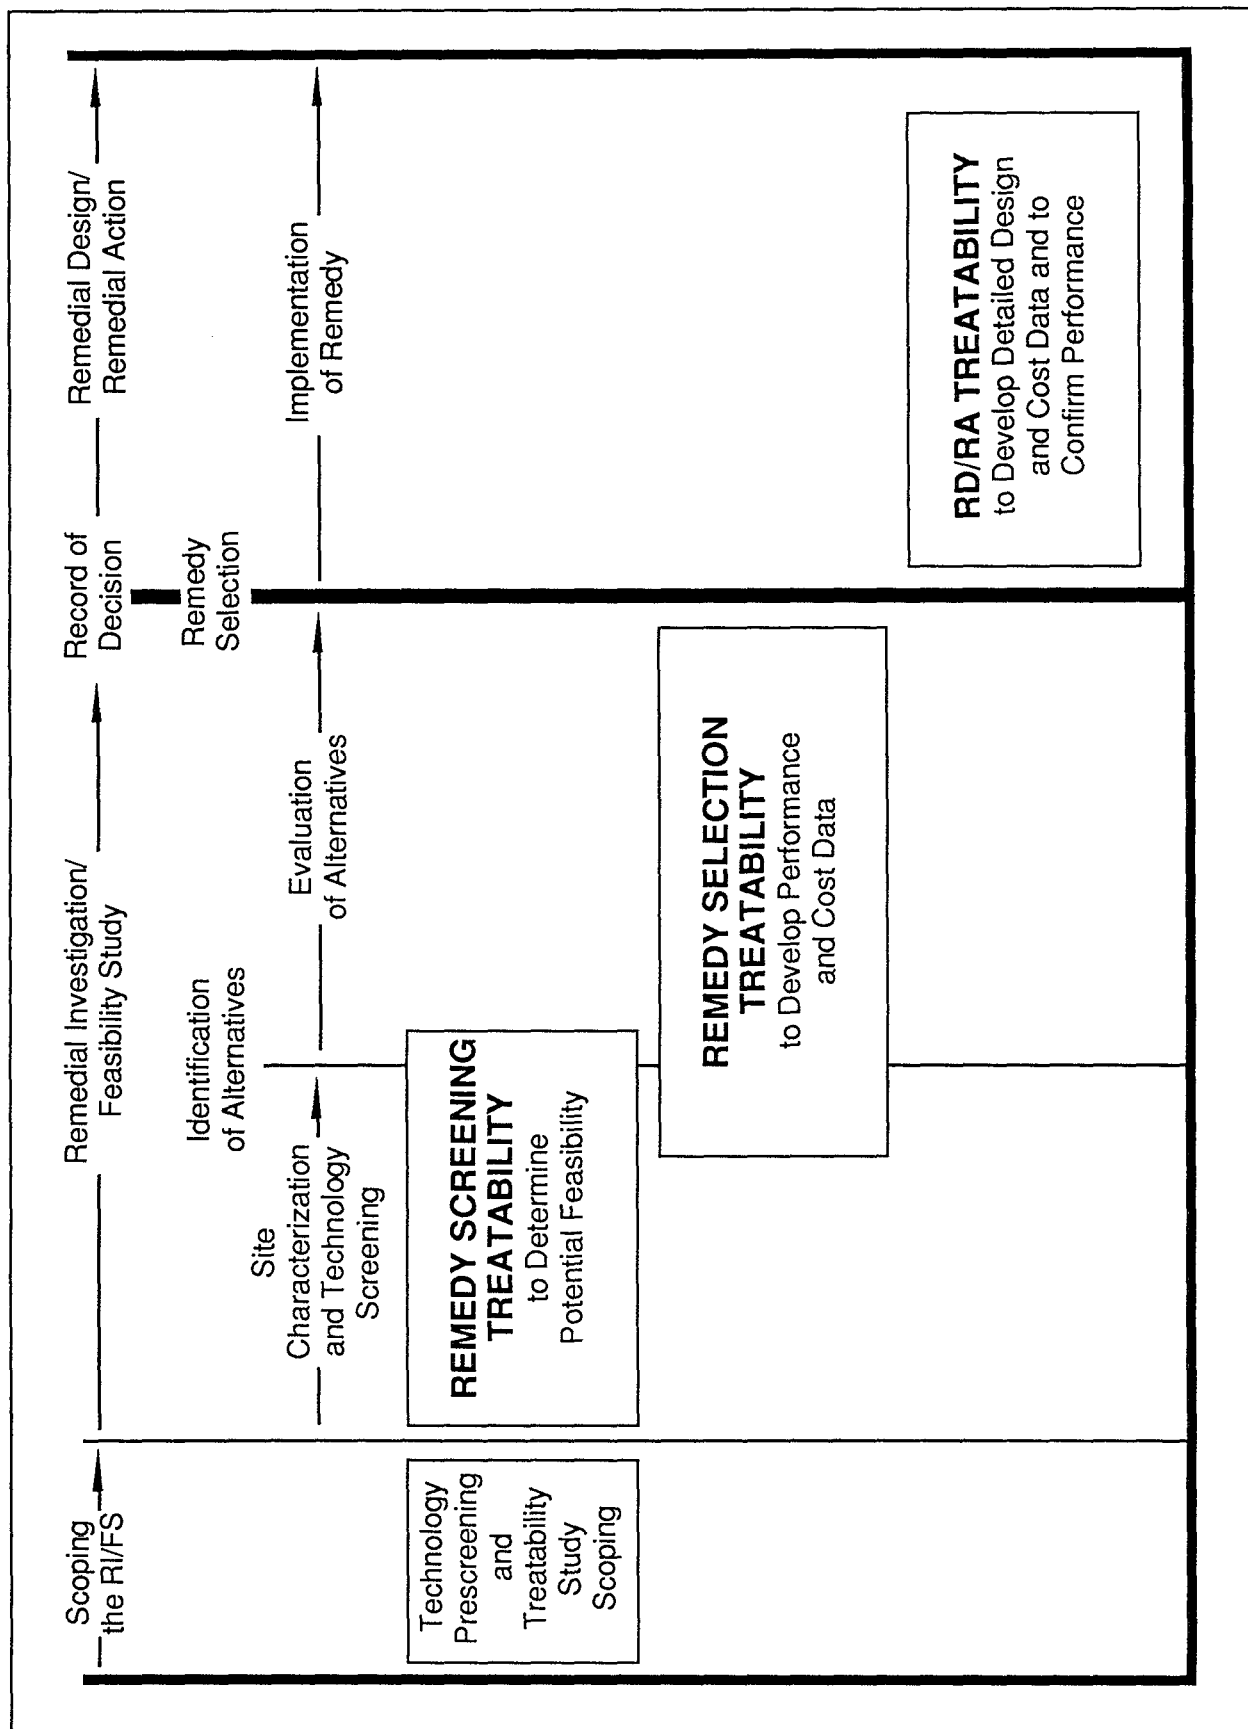 Scoping
the RI/FS
Remedial Investigation/
Feasibility Study
Record of
Decision
Remedial Design/
Remedial Action
Identification
of Alternatives
Remedy
Selection
Site
Characterization
and Technology
Screening
Evaluation
of Alternatives
Implementation
of Remedy
Technology
Prescreening
and
Treatability
Study
Scoping
REMEDY SCREENING
TREATABILITY
to Determine
Potential Feasibility
REMEDY SELECTION
TREATABILITY
to Develop Performance
and Cost Data
RD/RA TREATABILITY
to Develop Detailed Design
and Cost Data and to
Confirm Performance